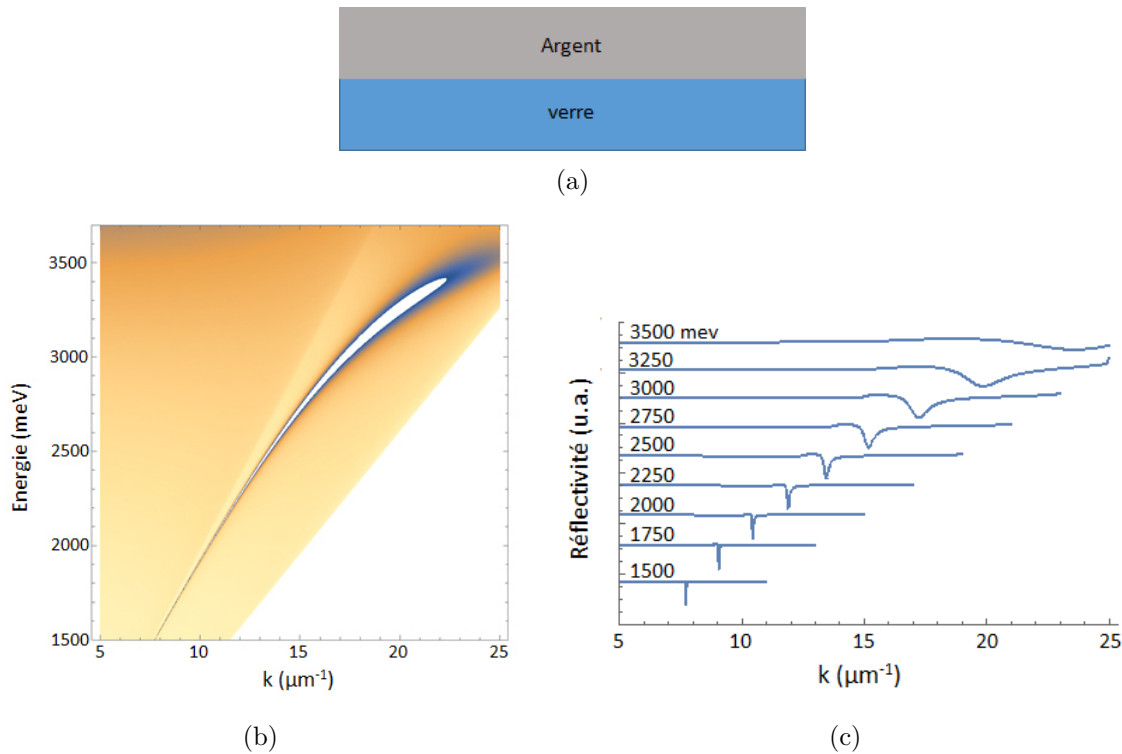 Argent
verre
(a)
Energie (meV)
3500
3000
2500
2000
1500
5 10 15 20 25
k (µm⁻¹)
(b)
Réflectivité (u.a.)
3500 mev
3250
3000
2750
2500
2250
2000
1750
1500
5 10 15 20 25
k (µm⁻¹)
(c)